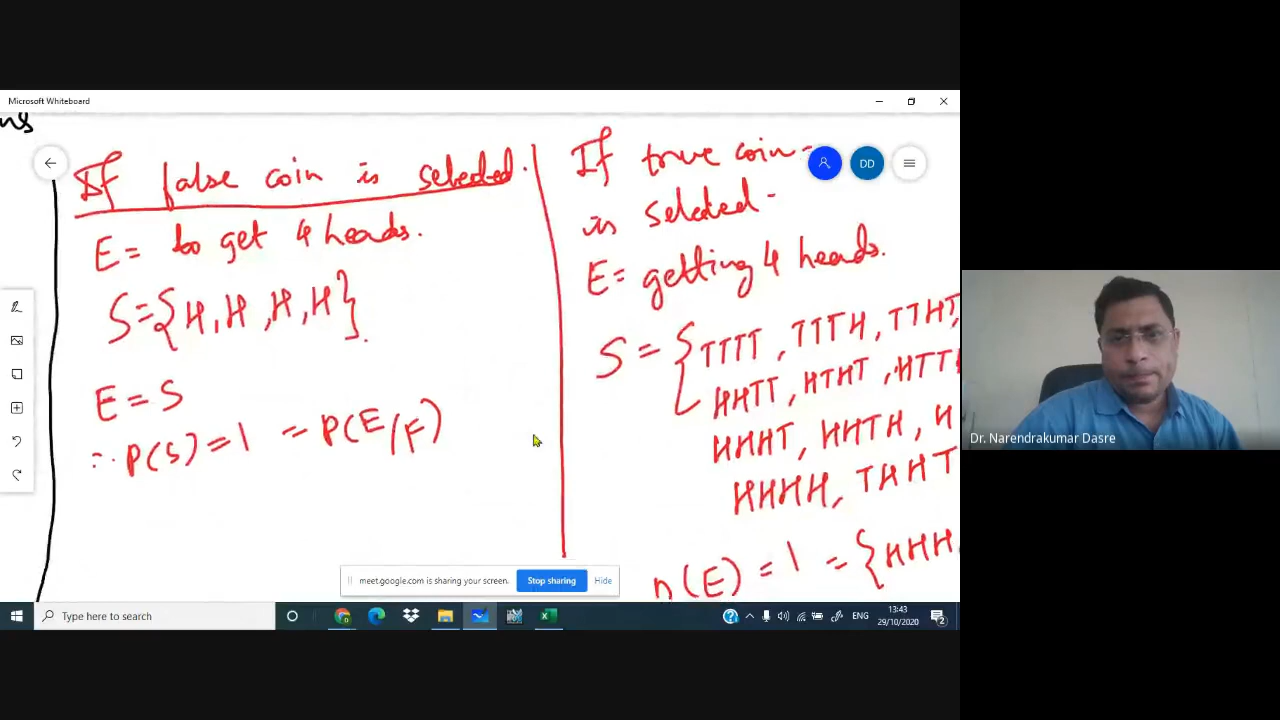 Microsoft Whiteboard
ns
If false coin is selected.
E = to get 4 heads.
S={H, H, H, H}.
E = S
∴ P(S) = 1 = P(E/F)
If true coin
is selected
E = getting 4 heads.
S = {TTTT, TTTH, TTHT,
HHTT, HTHT, HTT
HHHT, HHTH, H
HHHH, THHT
n(E) = 1 = {HHH
DD
Dr. Narendrakumar Dasre
meet.google.com is sharing your screen.
Stop sharing
Hide
Type here to search
ENG
13:43
29/10/2020
2